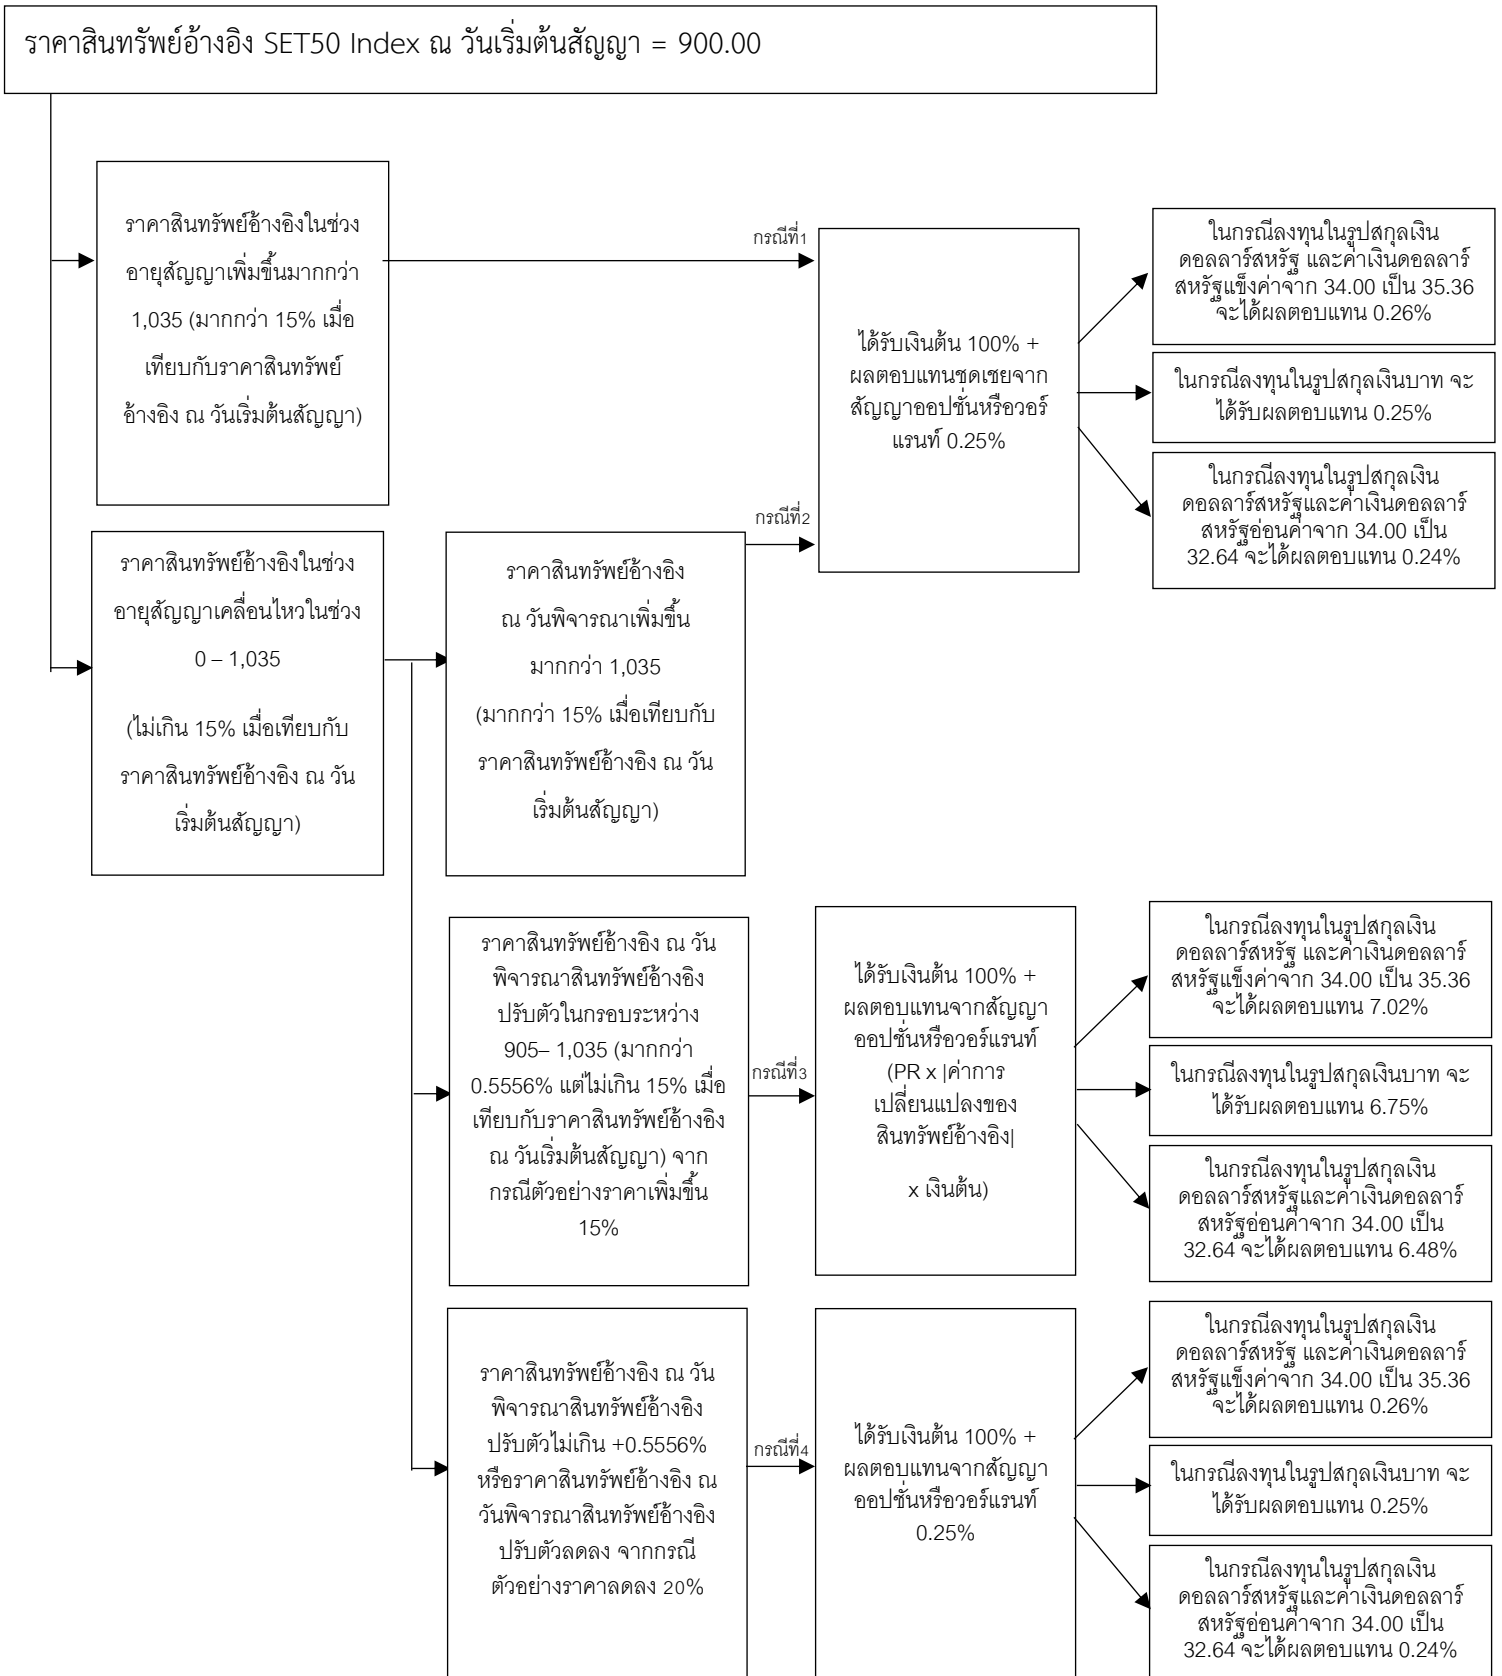 ราคาสินทรัพย์อ้างอิง SET50 Index ณ วันเริ่มต้นสัญญา = 900.00
ราคาสินทรัพย์อ้างอิงในช่วง
อายุสัญญาเพิ่มขึ้นมากกว่า
1,035 (มากกว่า 15% เมื่อ
เทียบกับราคาสินทรัพย์
อ้างอิง ณ วันเริ่มต้นสัญญา)
กรณีที่1
ได้รับเงินต้น 100% +
ผลตอบแทนชดเชยจาก
สัญญาออปชั่นหรือวอร์
แรนท์ 0.25%
ในกรณีลงทุนในรูปสกุลเงิน
ดอลลาร์สหรัฐ และค่าเงินดอลลาร์
สหรัฐแข็งค่าจาก 34.00 เป็น 35.36
จะได้ผลตอบแทน 0.26%
ในกรณีลงทุนในรูปสกุลเงินบาท จะ
ได้รับผลตอบแทน 0.25%
ในกรณีลงทุนในรูปสกุลเงิน
ดอลลาร์สหรัฐและค่าเงินดอลลาร์
สหรัฐอ่อนค่าจาก 34.00 เป็น
32.64 จะได้ผลตอบแทน 0.24%
ราคาสินทรัพย์อ้างอิงในช่วง
อายุสัญญาเคลื่อนไหวในช่วง
0 – 1,035
(ไม่เกิน 15% เมื่อเทียบกับ
ราคาสินทรัพย์อ้างอิง ณ วัน
เริ่มต้นสัญญา)
ราคาสินทรัพย์อ้างอิง
ณ วันพิจารณาเพิ่มขึ้น
มากกว่า 1,035
(มากกว่า 15% เมื่อเทียบกับ
ราคาสินทรัพย์อ้างอิง ณ วัน
เริ่มต้นสัญญา)
กรณีที่2
ราคาสินทรัพย์อ้างอิง ณ วัน
พิจารณาสินทรัพย์อ้างอิง
ปรับตัวในกรอบระหว่าง
905– 1,035 (มากกว่า
0.5556% แต่ไม่เกิน 15% เมื่อ
เทียบกับราคาสินทรัพย์อ้างอิง
ณ วันเริ่มต้นสัญญา) จาก
กรณีตัวอย่างราคาเพิ่มขึ้น
15%
กรณีที่3
ได้รับเงินต้น 100% +
ผลตอบแทนจากสัญญา
ออปชั่นหรือวอร์แรนท์
(PR x |ค่าการ
เปลี่ยนแปลงของ
สินทรัพย์อ้างอิง|
x เงินต้น)
ในกรณีลงทุนในรูปสกุลเงิน
ดอลลาร์สหรัฐ และค่าเงินดอลลาร์
สหรัฐแข็งค่าจาก 34.00 เป็น 35.36
จะได้ผลตอบแทน 7.02%
ในกรณีลงทุนในรูปสกุลเงินบาท จะ
ได้รับผลตอบแทน 6.75%
ในกรณีลงทุนในรูปสกุลเงิน
ดอลลาร์สหรัฐและค่าเงินดอลลาร์
สหรัฐอ่อนค่าจาก 34.00 เป็น
32.64 จะได้ผลตอบแทน 6.48%
ราคาสินทรัพย์อ้างอิง ณ วัน
พิจารณาสินทรัพย์อ้างอิง
ปรับตัวไม่เกิน +0.5556%
หรือราคาสินทรัพย์อ้างอิง ณ
วันพิจารณาสินทรัพย์อ้างอิง
ปรับตัวลดลง จากกรณี
ตัวอย่างราคาลดลง 20%
กรณีที่4
ได้รับเงินต้น 100% +
ผลตอบแทนจากสัญญา
ออปชั่นหรือวอร์แรนท์
0.25%
ในกรณีลงทุนในรูปสกุลเงิน
ดอลลาร์สหรัฐ และค่าเงินดอลลาร์
สหรัฐแข็งค่าจาก 34.00 เป็น 35.36
จะได้ผลตอบแทน 0.26%
ในกรณีลงทุนในรูปสกุลเงินบาท จะ
ได้รับผลตอบแทน 0.25%
ในกรณีลงทุนในรูปสกุลเงิน
ดอลลาร์สหรัฐและค่าเงินดอลลาร์
สหรัฐอ่อนค่าจาก 34.00 เป็น
32.64 จะได้ผลตอบแทน 0.24%